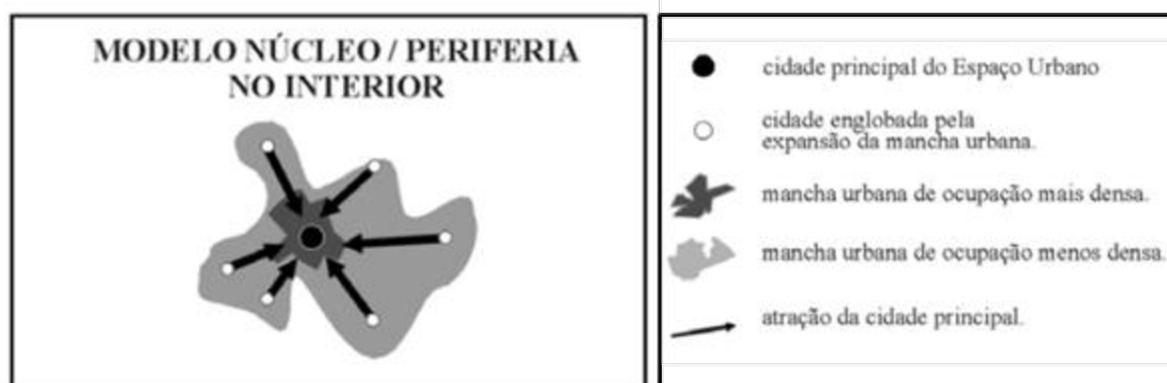 MODELO NÚCLEO / PERIFERIA
NO INTERIOR
cidade principal do Espaço Urbano
cidade englobada pela
expansão da mancha urbana.
mancha urbana de ocupação mais densa.
mancha urbana de ocupação menos densa.
atração da cidade principal.